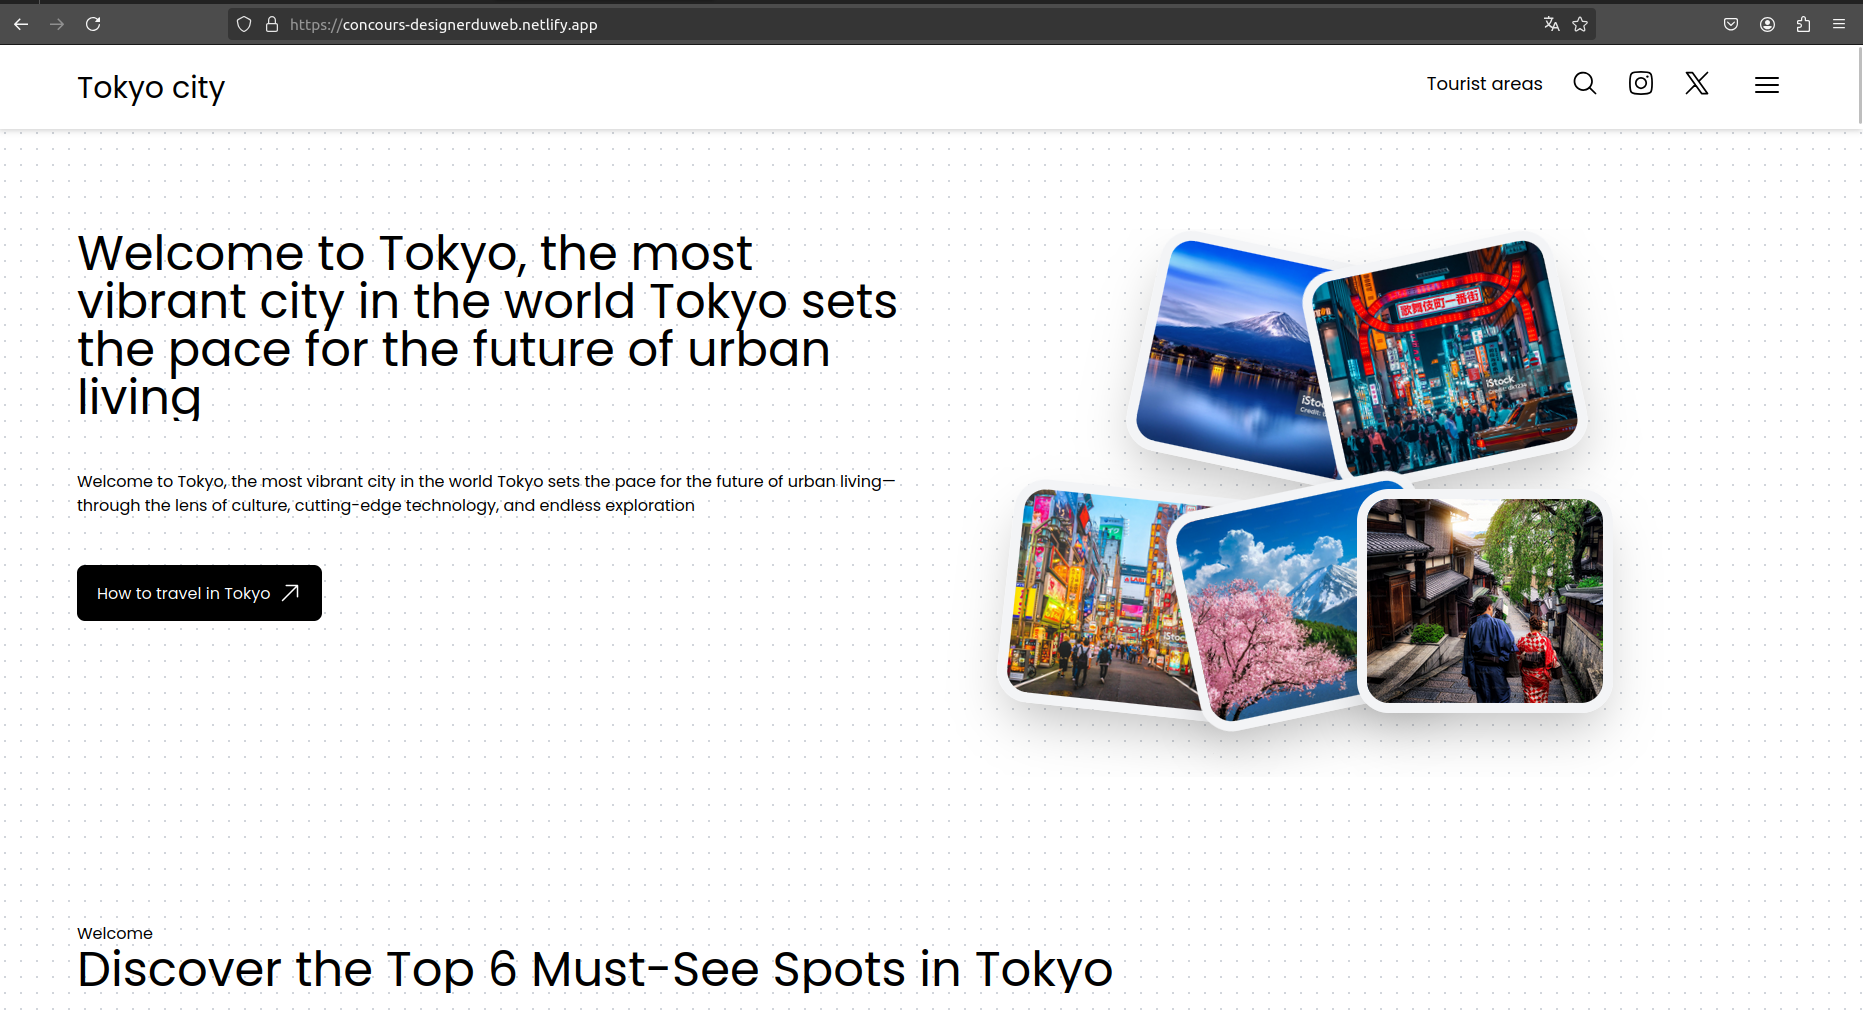 https://concours-designerduweb.netlify.app
Tokyo city
Tourist areas
Welcome to Tokyo, the most
vibrant city in the world Tokyo sets
the pace for the future of urban
living
Welcome to Tokyo, the most vibrant city in the world Tokyo sets the pace for the future of urban living—
through the lens of culture, cutting-edge technology, and endless exploration
How to travel in Tokyo
歌舞伎町一番街
iStock
iStoc
Welcome
Discover the Top 6 Must-See Spots in Tokyo